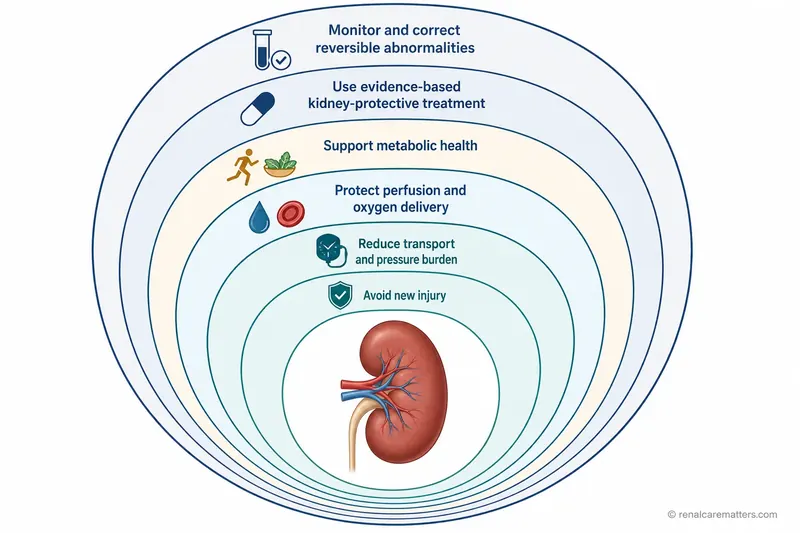 Monitor and correct
reversible abnormalities
Use evidence-based
kidney-protective treatment
Support metabolic health
Protect perfusion and
oxygen delivery
Reduce transport
and pressure burden
Avoid new injury
© renalcarematters.com